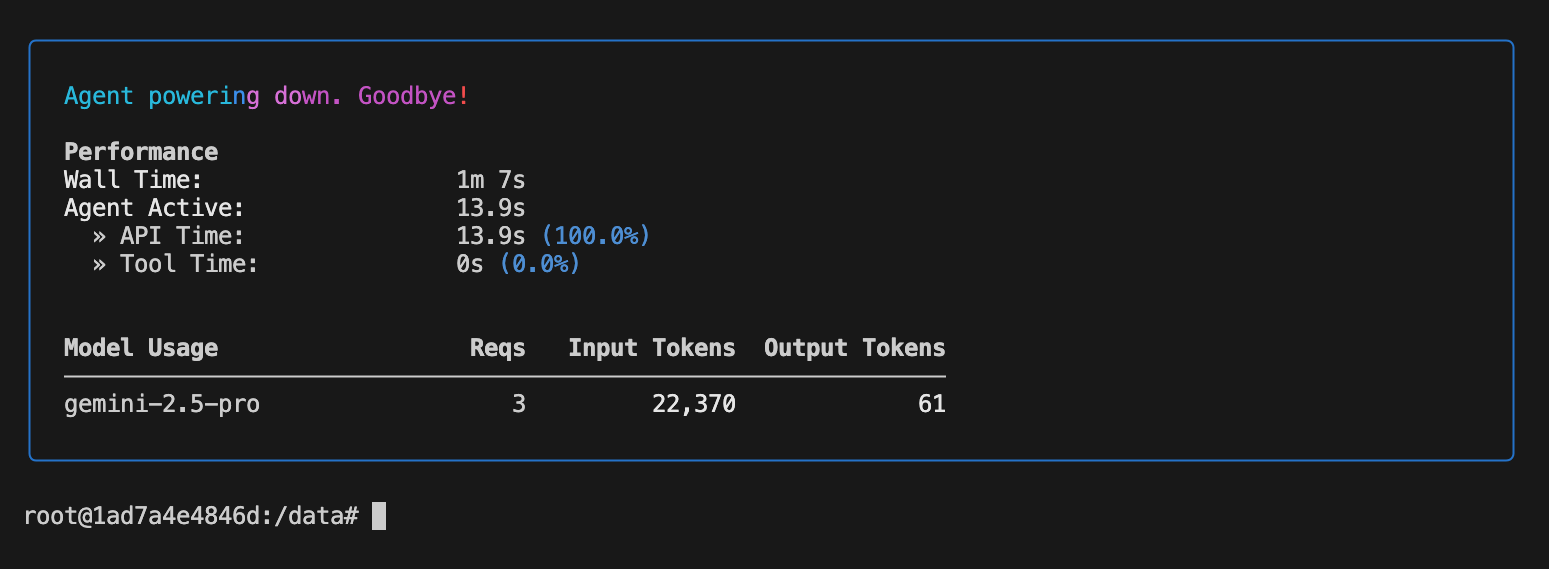 Agent powering down. Goodbye!
Performance
Wall Time: 1m 7s
Agent Active: 13.9s
» API Time: 13.9s (100.0%)
» Tool Time: 0s (0.0%)
Model Usage Reqs Input Tokens Output Tokens
gemini-2.5-pro 3 22,370 61
root@1ad7a4e4846d:/data#